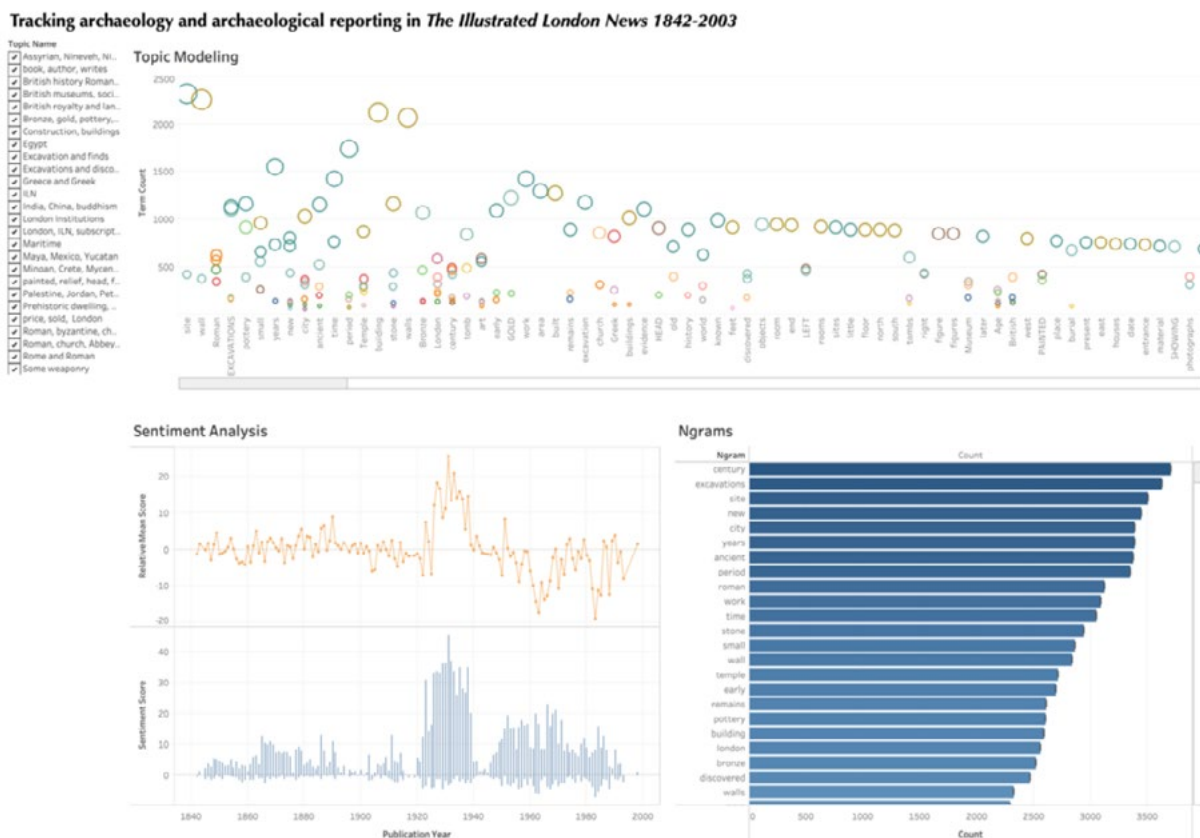 Tracking archaeology and archaeological reporting in The Illustrated London News 1842-2003
Topic Name
Assyrian, Nineveh, Ni..
book, author, writes
British history Roman..
British museums, soci..
British royalty and lan..
Bronze, gold, pottery,..
Construction, buildings
Egypt
Excavation and finds
Excavations and disco..
Greece and Greek
ILN
India, China, buddhism
London Institutions
London, ILN, subscript..
Maritime
Maya, Mexico, Yucatan
Minoan, Crete, Mycen..
painted, relief, head, f..
Palestine, Jordan, Pet..
Prehistoric dwelling, ..
price, sold, London
Roman, byzantine, ch..
Roman, church, Abbey..
Rome and Roman
Some weaponry
Topic Modeling
Term Count
2500
2000
1500
1000
500
site
wall
Roman
EXCAVATIONS
pottery
small
years
new
city
ancient
time
period
Temple
building
stone
walls
Bronze
London
century
tomb
art
early
GOLD
work
area
built
remains
excavation
church
Greek
buildings
evidence
HEAD
old
history
world
known
feet
discovered
objects
room
end
LEFT
rooms
sites
little
floor
north
south
tombs
right
figure
figures
Museum
later
Age
British
west
PAINTED
place
burial
present
east
houses
date
entrance
material
SHOWING
photographs
Sentiment Analysis
Relative Mean Score
20
10
0
-10
-20
Sentiment Score
40
30
20
10
0
1840
1860
1880
1900
1920
1940
1960
1980
2000
Publication Year
Ngrams
Ngram
Count
century
excavations
site
new
city
years
ancient
period
roman
work
time
stone
small
wall
temple
early
remains
pottery
building
london
bronze
discovered
walls
0
500
1000
1500
2000
2500
3000
3500
Count